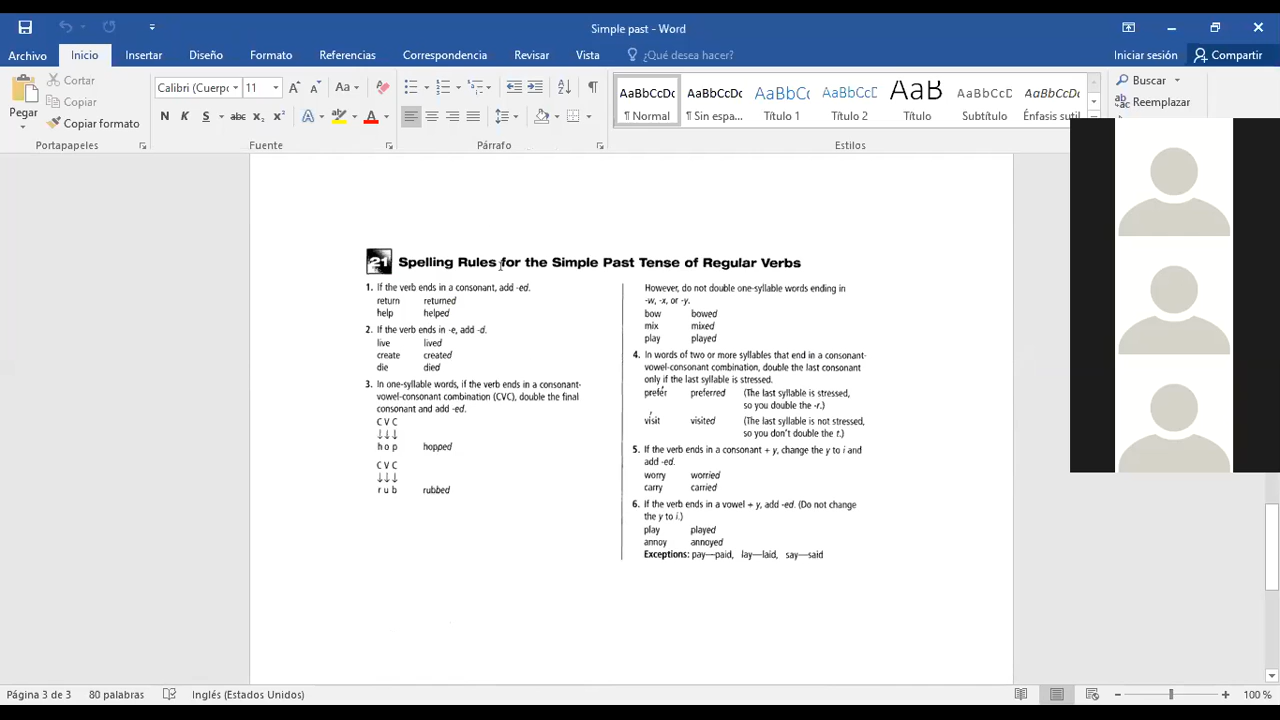 Simple past - Word
Archivo Inicio Insertar Diseño Formato Referencias Correspondencia Revisar Vista ¿Qué desea hacer? Iniciar sesión Compartir
Pegar
Cortar
Copiar
Copiar formato
Portapapeles
Calibri (Cuerpo 11
N K S abc x₂ x²
Fuente
Párrafo
AaBbCcDc AaBbCcDc AaBbCc AaBbCcD AaB AaBbCcD AaBbCcDc
¶ Normal ¶ Sin espa... Título 1 Título 2 Título Subtítulo Énfasis sutil
Estilos
Buscar
Reemplazar
21 Spelling Rules for the Simple Past Tense of Regular Verbs
1. If the verb ends in a consonant, add -ed.
return returned
help helped
2. If the verb ends in -e, add -d.
live lived
create created
die died
3. In one-syllable words, if the verb ends in a consonant-
vowel-consonant combination (CVC), double the final
consonant and add -ed.
C V C
↓↓↓
h o p hopped
C V C
↓↓↓
r u b rubbed
However, do not double one-syllable words ending in
-w, -x, or -y.
bow bowed
mix mixed
play played
4. In words of two or more syllables that end in a consonant-
vowel-consonant combination, double the last consonant
only if the last syllable is stressed.
prefér preferred (The last syllable is stressed,
so you double the -r.)
vísit visited (The last syllable is not stressed,
so you don't double the t.)
5. If the verb ends in a consonant + y, change the y to i and
add -ed.
worry worried
carry carried
6. If the verb ends in a vowel + y, add -ed. (Do not change
the y to i.)
play played
annoy annoyed
Exceptions: pay—paid, lay—laid, say—said
Página 3 de 3 80 palabras Inglés (Estados Unidos) 100 %